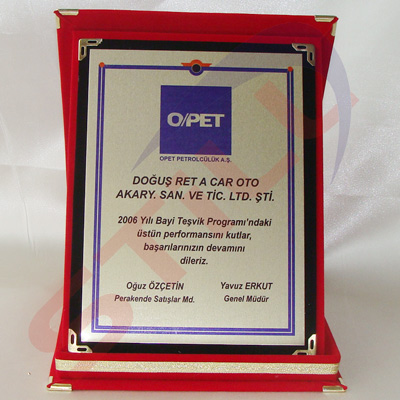 O/PET
OPET PETROLCÜLÜK A.Ş.
DOĞUŞ RET A CAR OTO
AKARY. SAN. VE TİC. LTD. ŞTİ.
2006 Yılı Bayi Teşvik Programı'ndaki
üstün performansını kutlar,
başarılarınızın devamını
dileriz.
Oğuz ÖZÇETİN Yavuz ERKUT
Perakende Satışlar Md. Genel Müdür